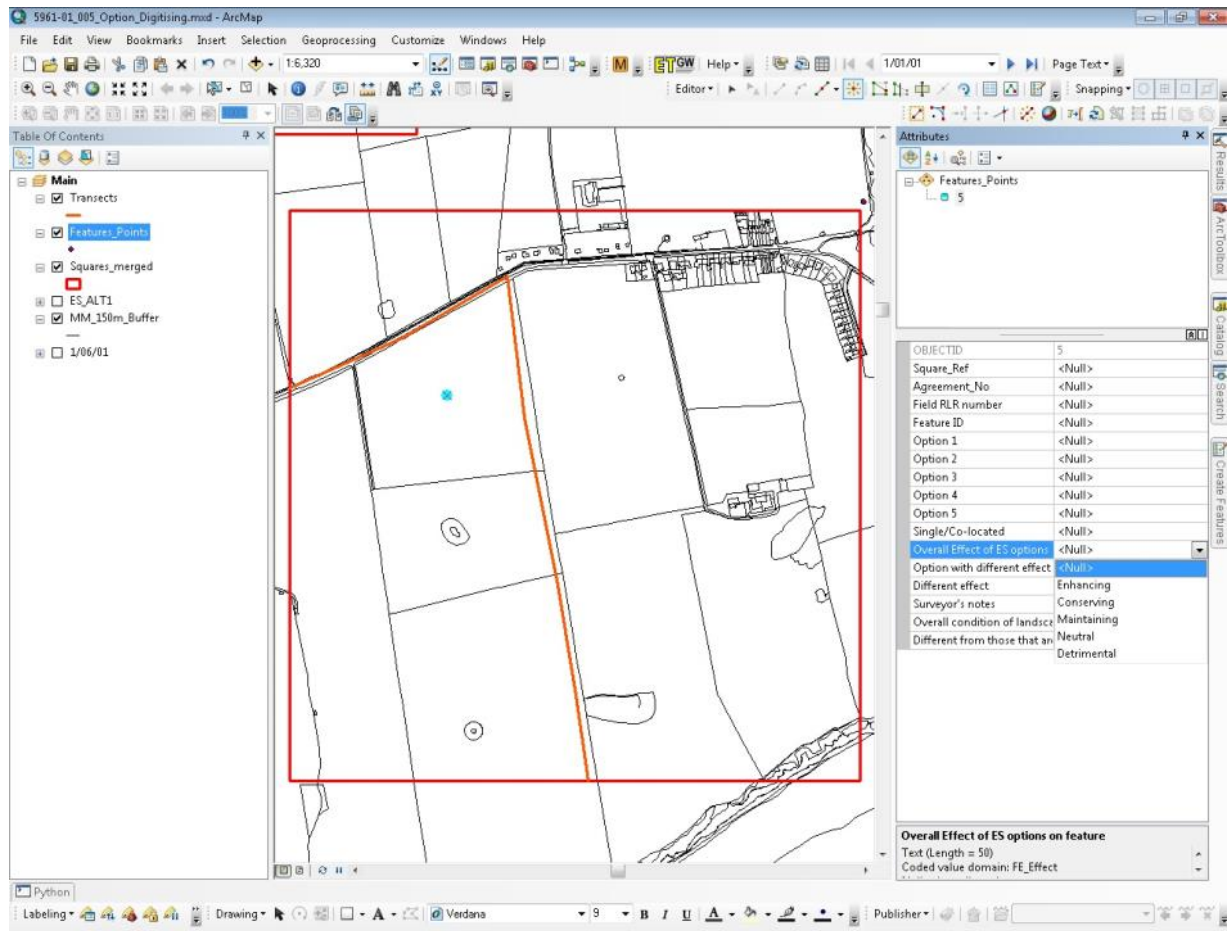 5961-01_005_Option_Digitising.mxd - ArcMap
File Edit View Bookmarks Insert Selection Geoprocessing Customize Windows Help
1:6,320
M
ET GW Help
1/01/01
Page Text
Editor
Snapping
Table Of Contents
Main
Transects
Features_Points
Squares_merged
ES_ALT1
MM_150m_Buffer
1/06/01
Attributes
Features_Points
5
OBJECTID 5
Square_Ref <Null>
Agreement_No <Null>
Field RLR number <Null>
Feature ID <Null>
Option 1 <Null>
Option 2 <Null>
Option 3 <Null>
Option 4 <Null>
Option 5 <Null>
Single/Co-located <Null>
Overall Effect of ES options <Null>
Option with different effect <Null>
Different effect Enhancing
Surveyor's notes Conserving
Overall condition of landsca Maintaining
Different from those that an Neutral
Detrimental
Overall Effect of ES options on feature
Text (Length = 50)
Coded value domain: FE_Effect
Results
ArcToolbox
Catalog
Search
Create Features
Python
Labeling Drawing A Verdana 9 B I U A Publisher